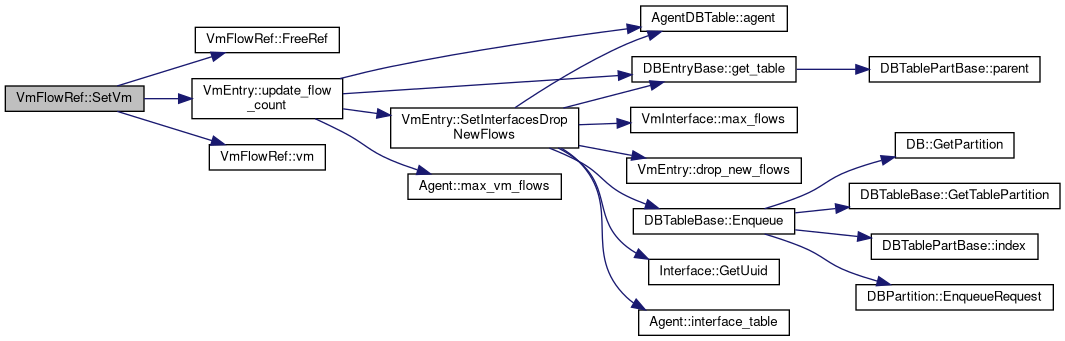 VmFlowRef::SetVm
VmFlowRef::FreeRef
VmEntry::update_flow
_count
VmFlowRef::vm
VmEntry::SetInterfacesDrop
NewFlows
Agent::max_vm_flows
AgentDBTable::agent
DBEntryBase::get_table
VmInterface::max_flows
VmEntry::drop_new_flows
DBTableBase::Enqueue
Interface::GetUuid
Agent::interface_table
DBTablePartBase::parent
DB::GetPartition
DBTableBase::GetTablePartition
DBTablePartBase::index
DBPartition::EnqueueRequest